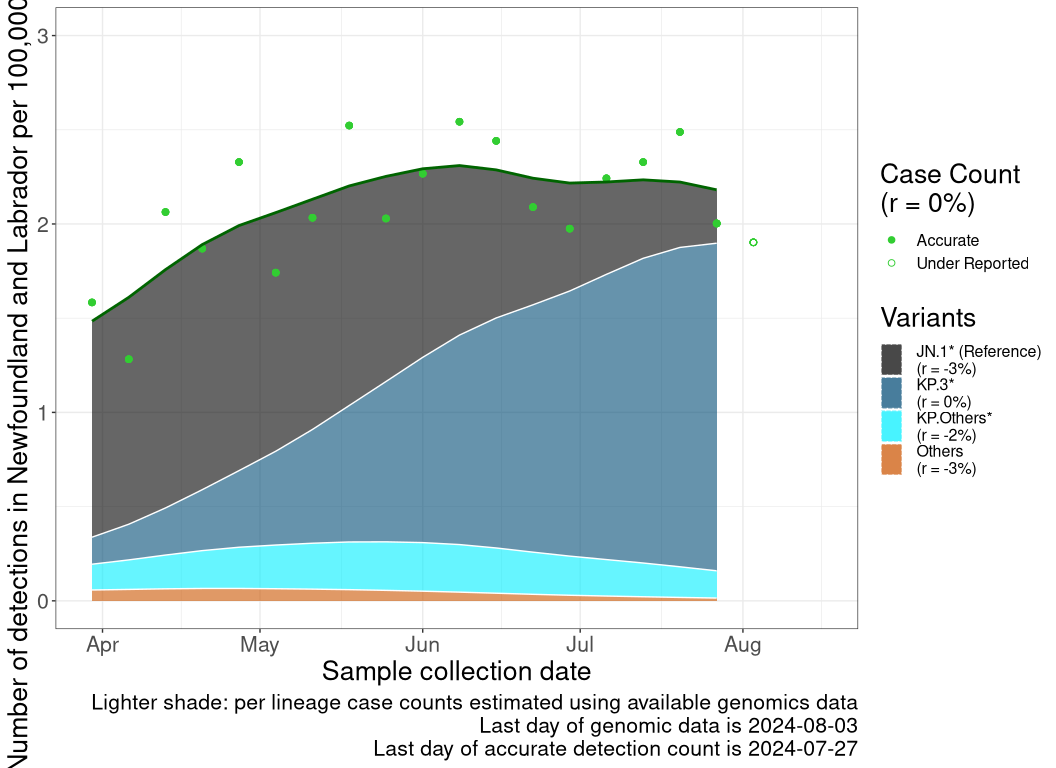 Number of detections in Newfoundland and Labrador per 100,000
3
2
1
0
Apr
May
Jun
Jul
Aug
Sample collection date
Lighter shade: per lineage case counts estimated using available genomics data
Last day of genomic data is 2024-08-03
Last day of accurate detection count is 2024-07-27
Case Count
(r = 0%)
Accurate
Under Reported
Variants
JN.1* (Reference)
(r = -3%)
KP.3*
(r = 0%)
KP.Others*
(r = -2%)
Others
(r = -3%)